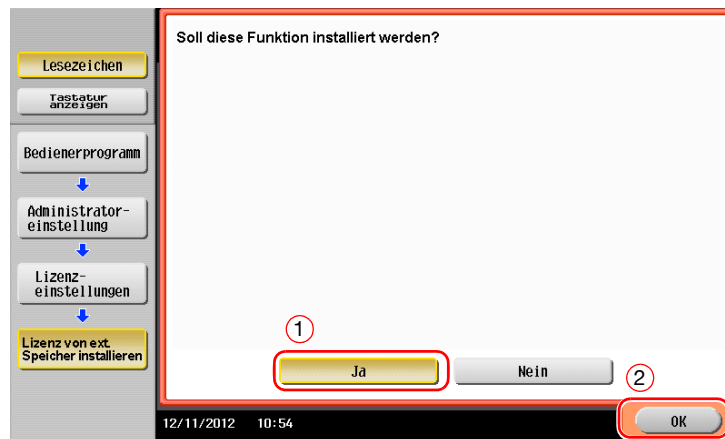 Soll diese Funktion installiert werden?
Lesezeichen
Tastatur
anzeigen
Bedienerprogramm
Administrator-
einstellung
Lizenz-
einstellungen
Lizenz von ext.
Speicher installieren
1
Ja
Nein
2
12/11/2012 10:54
OK